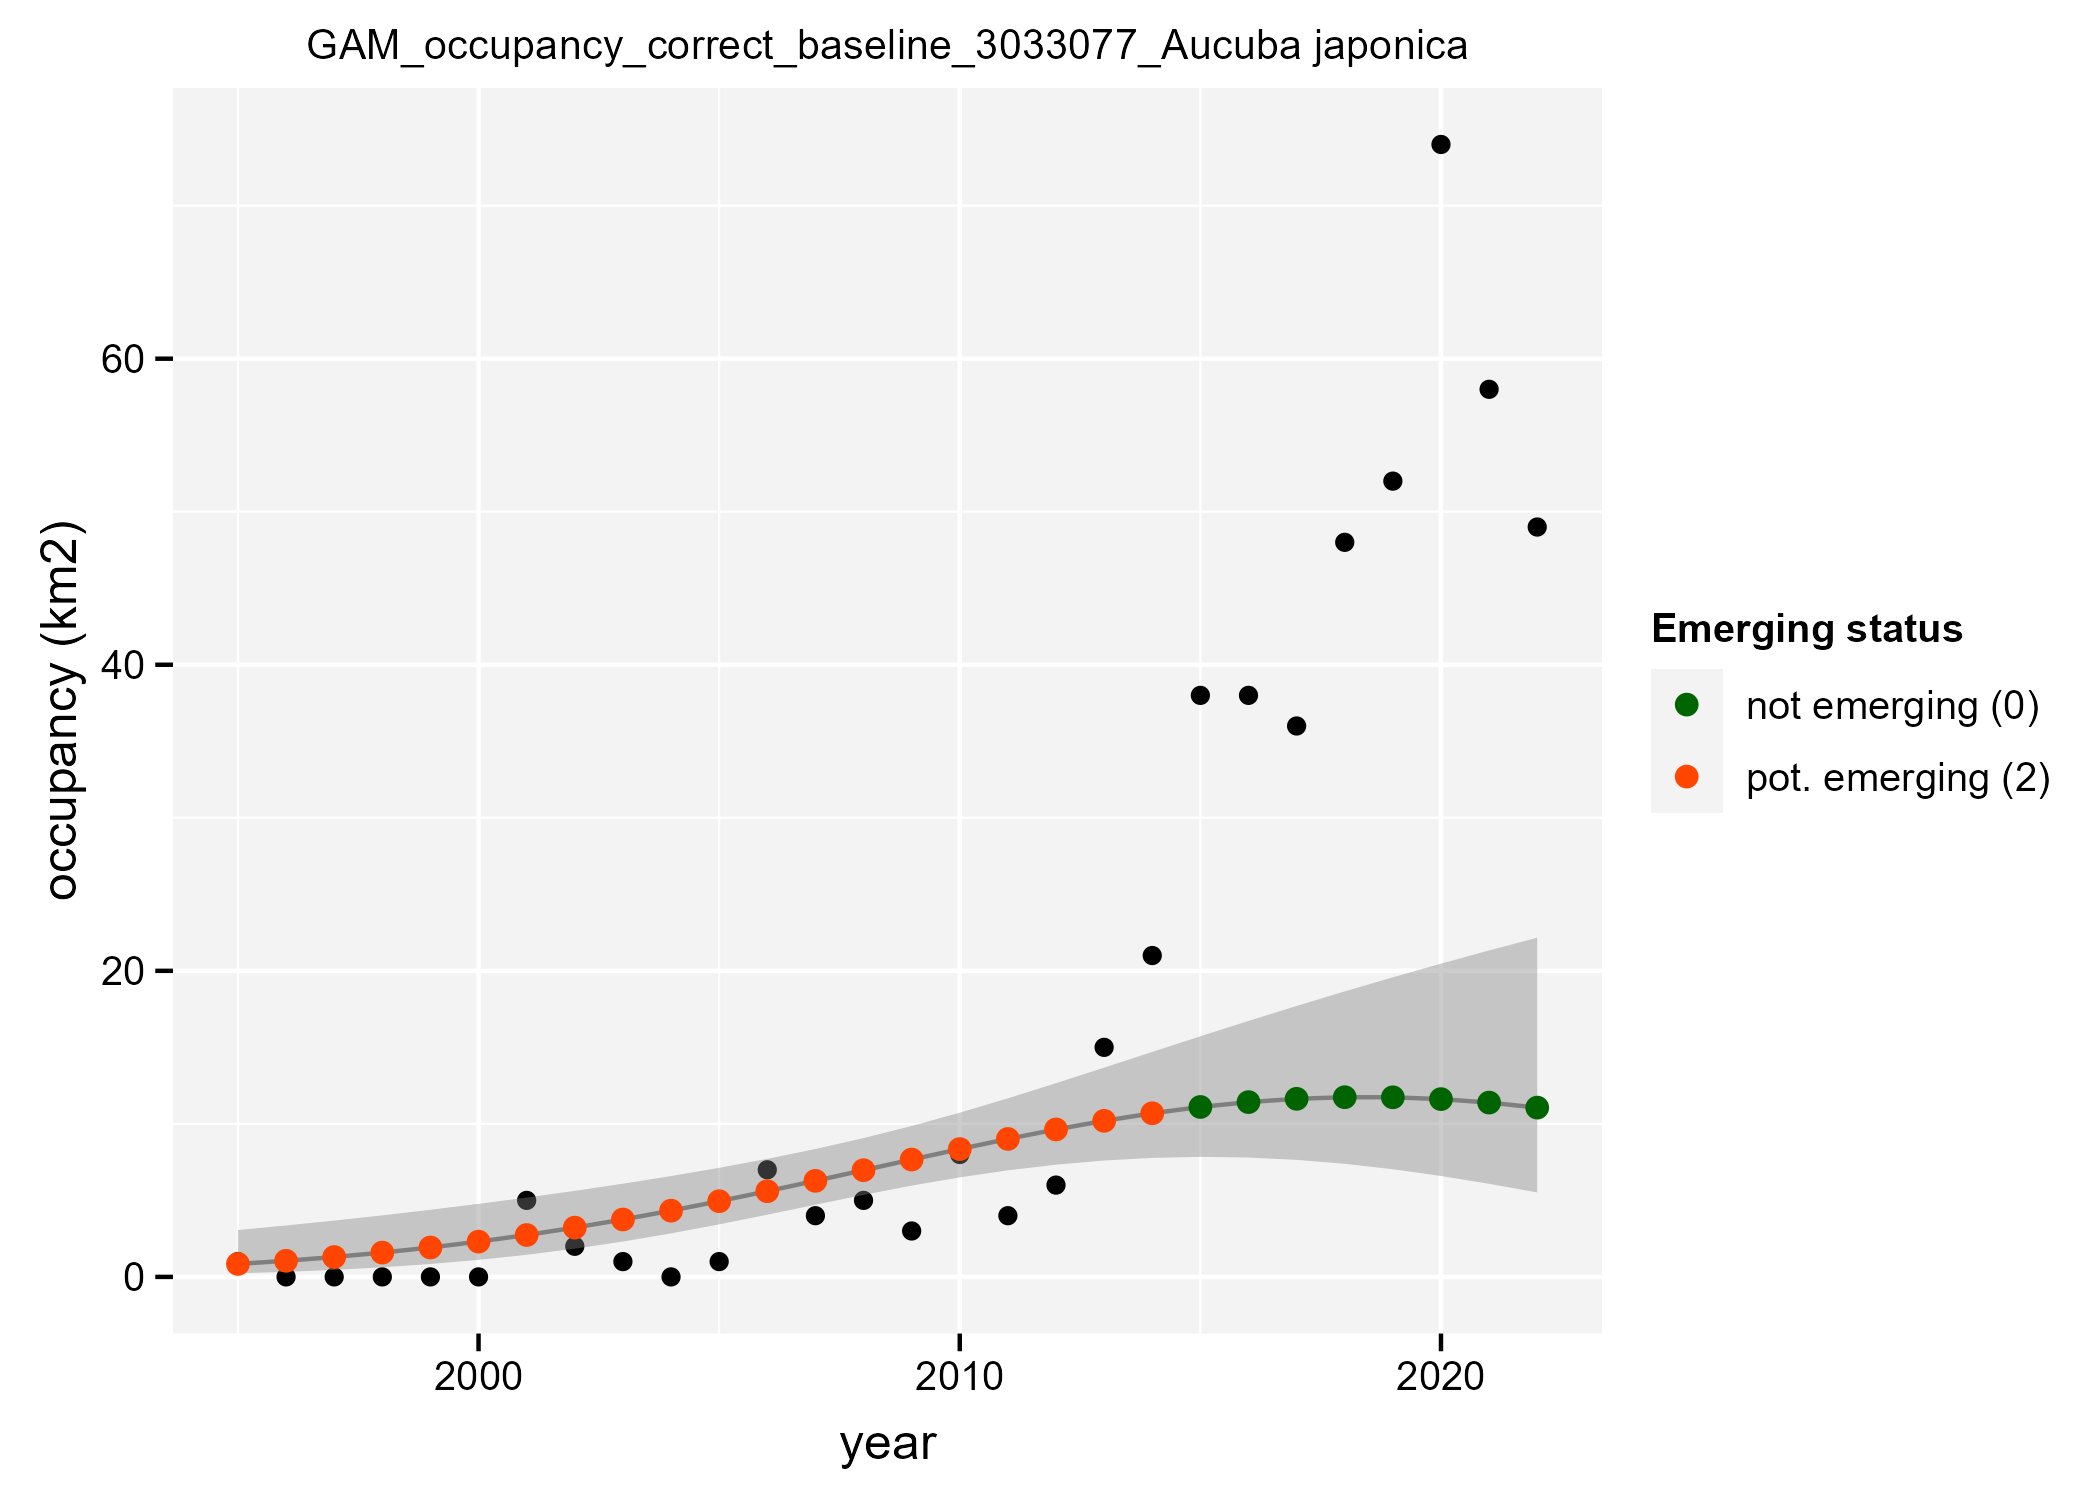 GAM_occupancy_correct_baseline_3033077_Aucuba japonica
occupancy (km2)
60
40
20
0
2000
2010
2020
year
Emerging status
not emerging (0)
pot. emerging (2)